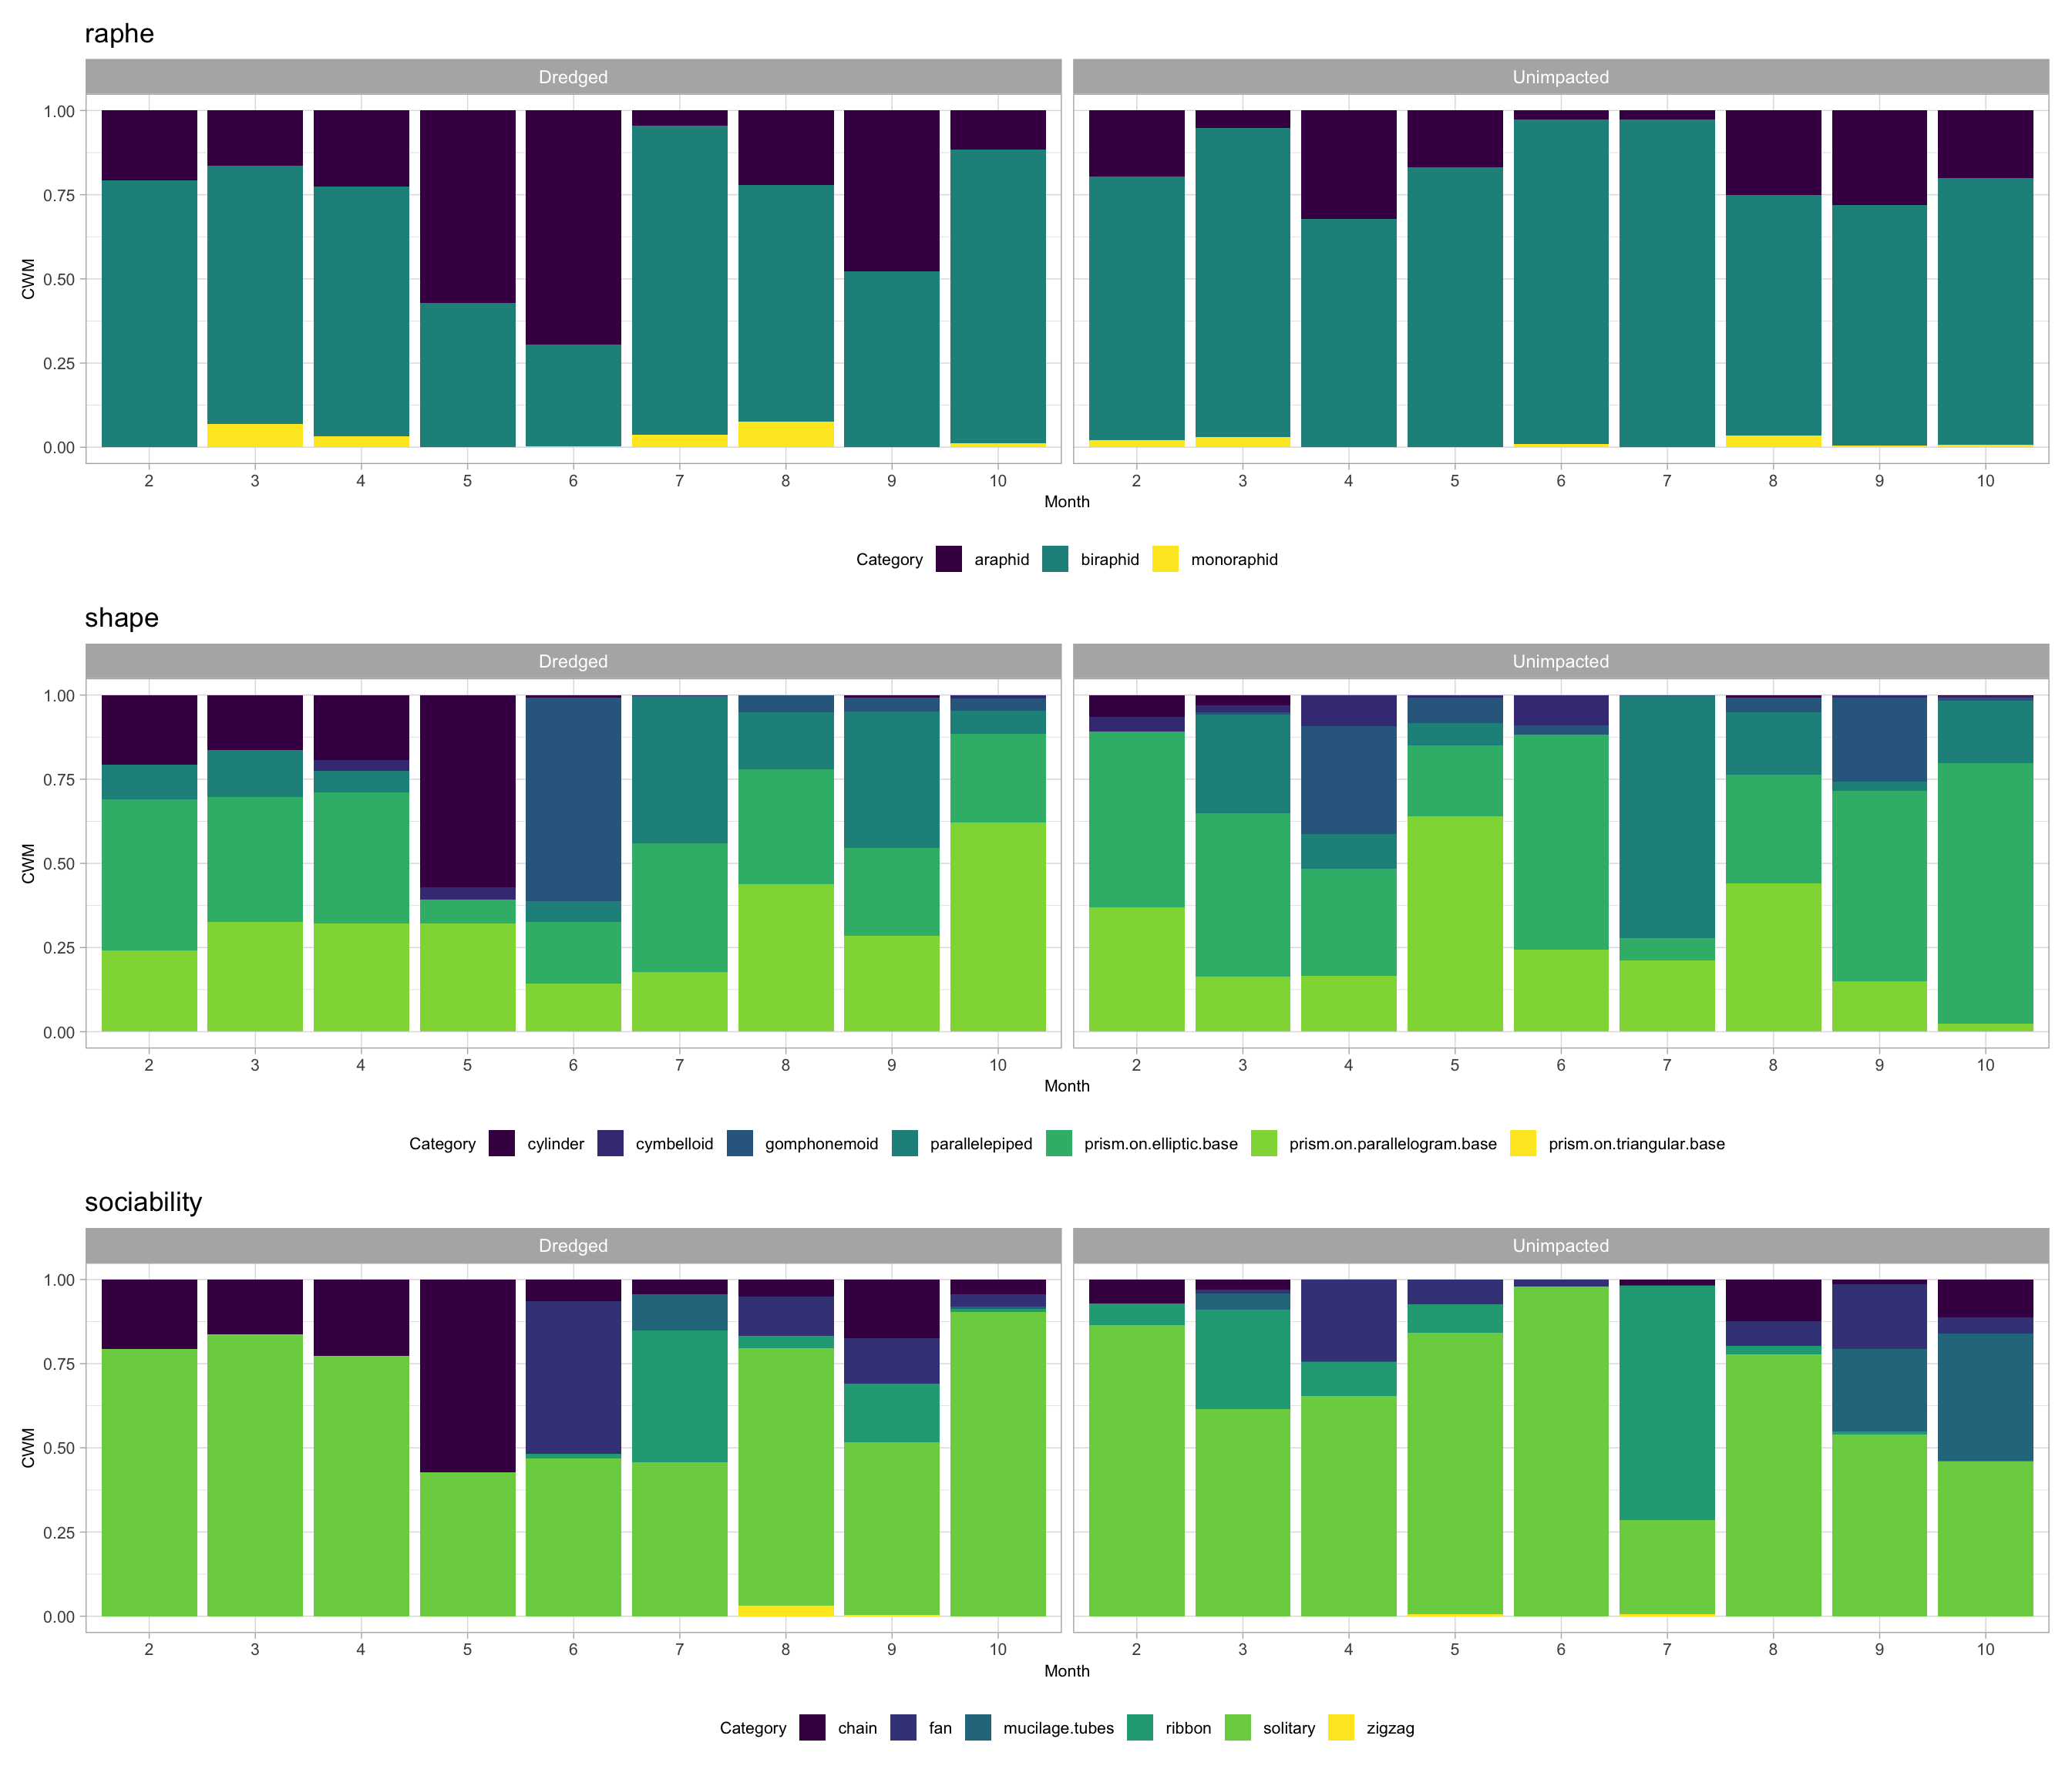 raphe
Dredged Unimpacted
1.00
0.75
0.50
0.25
0.00
CWM
2 3 4 5 6 7 8 9 10 2 3 4 5 6 7 8 9 10
Month
Category araphid biraphid monoraphid
shape
Dredged Unimpacted
1.00
0.75
0.50
0.25
0.00
CWM
2 3 4 5 6 7 8 9 10 2 3 4 5 6 7 8 9 10
Month
Category cylinder cymbelloid gomphonemoid parallelepiped prism.on.elliptic.base prism.on.parallelogram.base prism.on.triangular.base
sociability
Dredged Unimpacted
1.00
0.75
0.50
0.25
0.00
CWM
2 3 4 5 6 7 8 9 10 2 3 4 5 6 7 8 9 10
Month
Category chain fan mucilage.tubes ribbon solitary zigzag